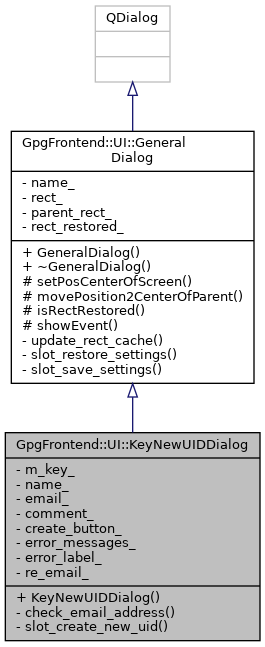 QDialog
GpgFrontend::UI::General
Dialog
- name_
- rect_
- parent_rect_
- rect_restored_
+ GeneralDialog()
+ ~GeneralDialog()
# setPosCenterOfScreen()
# movePosition2CenterOfParent()
# isRectRestored()
# showEvent()
- update_rect_cache()
- slot_restore_settings()
- slot_save_settings()
GpgFrontend::UI::KeyNewUIDDialog
- m_key_
- name_
- email_
- comment_
- create_button_
- error_messages_
- error_label_
- re_email_
+ KeyNewUIDDialog()
- check_email_address()
- slot_create_new_uid()